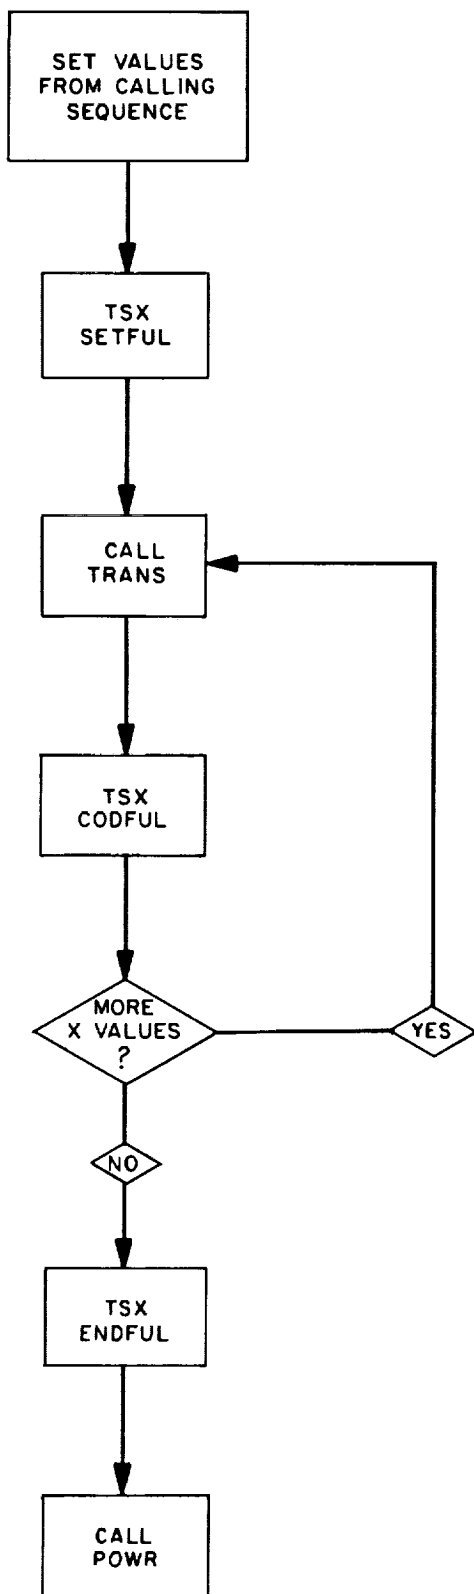 SET VALUES
FROM CALLING
SEQUENCE
TSX
SETFUL
CALL
TRANS
TSX
CODFUL
MORE
X VALUES
?
YES
NO
TSX
ENDFUL
CALL
POWR